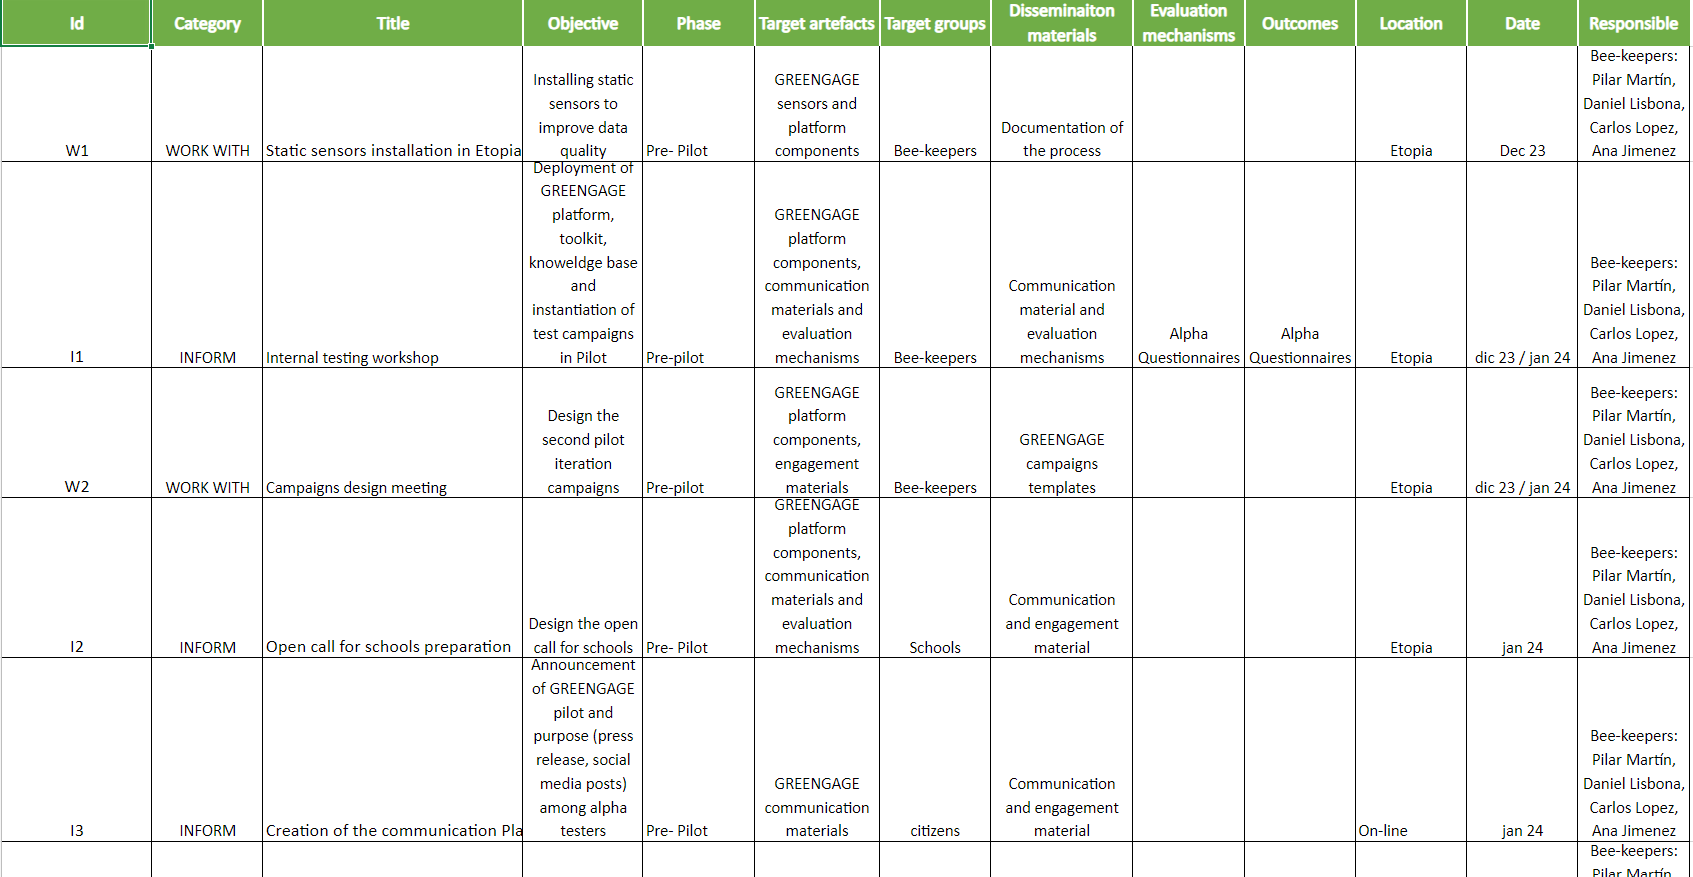 Id
Category
Title
Objective
Phase
Target artefacts
Target groups
Disseminaiton
materials
Evaluation
mechanisms
Outcomes
Location
Date
Responsible
W1
WORK WITH
Static sensors installation in Etopia
Installing static
sensors to
improve data
quality
Pre- Pilot
GREENGAGE
sensors and
platform
components
Bee-keepers
Documentation of
the process
Etopia
Dec 23
Bee-keepers:
Pilar Martín,
Daniel Lisbona,
Carlos Lopez,
Ana Jimenez
I1
INFORM
Internal testing workshop
Deployment of
GREENGAGE
platform,
toolkit,
knoweldge base
and
instantiation of
test campaigns
in Pilot
Pre-pilot
GREENGAGE
platform
components,
communication
materials and
evaluation
mechanisms
Bee-keepers
Communication
material and
evaluation
mechanisms
Alpha
Questionnaires
Alpha
Questionnaires
Etopia
dic 23 / jan 24
Bee-keepers:
Pilar Martín,
Daniel Lisbona,
Carlos Lopez,
Ana Jimenez
W2
WORK WITH
Campaigns design meeting
Design the
second pilot
iteration
campaigns
Pre-pilot
GREENGAGE
platform
components,
engagement
materials
Bee-keepers
GREENGAGE
campaigns
templates
Etopia
dic 23 / jan 24
Bee-keepers:
Pilar Martín,
Daniel Lisbona,
Carlos Lopez,
Ana Jimenez
I2
INFORM
Open call for schools preparation
Design the open
call for schools
Pre- Pilot
GREENGAGE
platform
components,
communication
materials and
evaluation
mechanisms
Schools
Communication
and engagement
material
Etopia
jan 24
Bee-keepers:
Pilar Martín,
Daniel Lisbona,
Carlos Lopez,
Ana Jimenez
I3
INFORM
Creation of the communication Pla
Announcement
of GREENGAGE
pilot and
purpose (press
release, social
media posts)
among alpha
testers
Pre- Pilot
GREENGAGE
communication
materials
citizens
Communication
and engagement
material
On-line
jan 24
Bee-keepers:
Pilar Martín,
Daniel Lisbona,
Carlos Lopez,
Ana Jimenez
Bee-keepers:
Pilar Martín